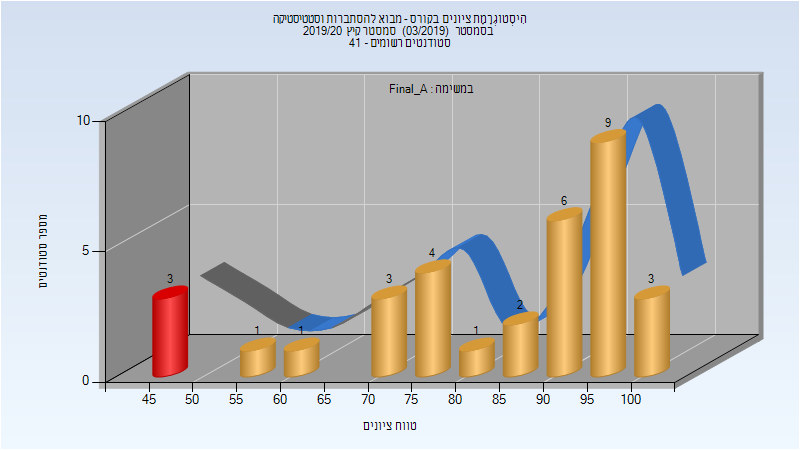 היסטוגרמת ציונים בקורס - מבוא להסתברות וסטטיסטיקה
בסמסטר (03/2019) סמסטר קיץ 2019/20
סטודנטים רשומים - 41
במשימה : Final_A
מספר סטודנטים
10
5
0
3
1
1
3
4
1
2
6
9
3
45 50 55 60 65 70 75 80 85 90 95 100
טווח ציונים